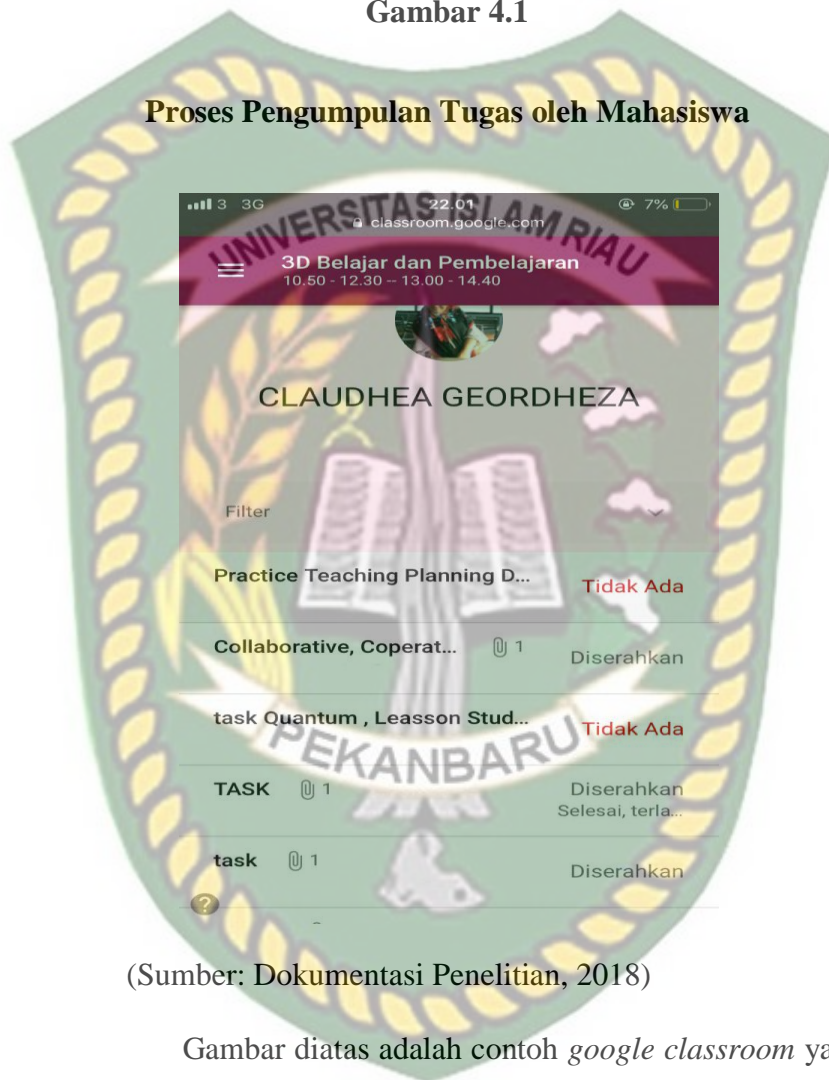 Gambar 4.1
Proses Pengumpulan Tugas oleh Mahasiswa
3 3G 22.01 7%
classroom.google.com
UNIVERSITAS ISLAM RIAU
3D Belajar dan Pembelajaran
10.50 - 12.30 -- 13.00 - 14.40
CLAUDHEA GEORDHEZA
Filter
Practice Teaching Planning D... Tidak Ada
Collaborative, Coperat... 1 Diserahkan
task Quantum , Leasson Stud... Tidak Ada
PEKANBARU
TASK 1 Diserahkan
Selesai, terla...
task 1 Diserahkan
?
(Sumber: Dokumentasi Penelitian, 2018)
Gambar diatas adalah contoh google classroom ya